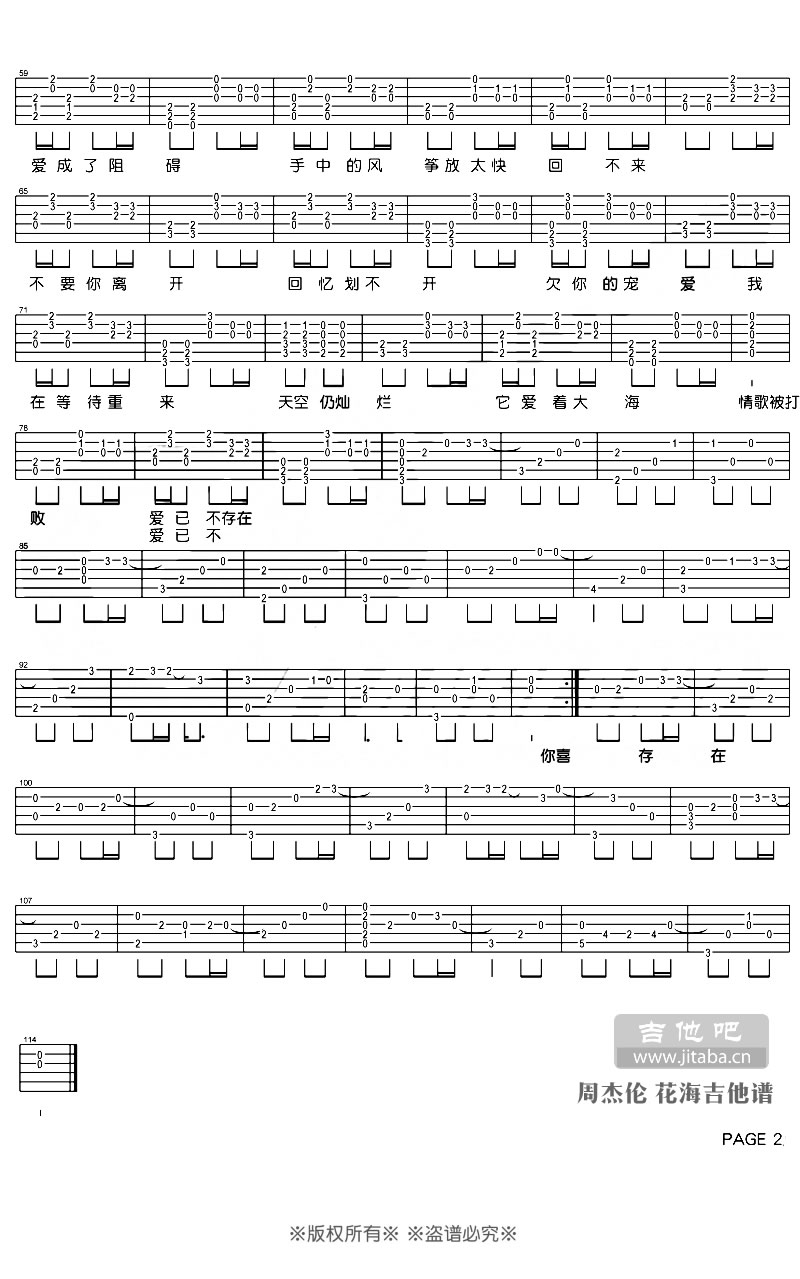 59
爱成了阻 碍 手中的风 筝放太快 回 不来
65
不要你离 开 回忆划不 开 欠你的宠 爱 我
71
在等待重 来 天空仍灿 烂 它爱着大 海 情歌被打
78
败 爱已不存在
爱已不
85
92
你喜 存 在
100
107
114
吉他吧
www.jitaba.cn
周杰伦 花海吉他谱
PAGE 2
※版权所有※ ※盗谱必究※